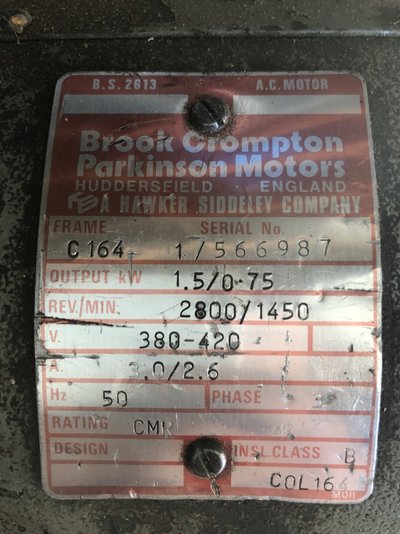 B.S. 2613 A.C. MOTOR
Brook Crompton
Parkinson Motors
HUDDERSFIELD ENGLAND
A HAWKER SIDDELEY COMPANY
FRAME SERIAL No.
C164 1/566987
OUTPUT kW 1.5/0.75
REV/MIN. 2800/1450
V. 380-420
A. 3.0/2.6
Hz 50 PHASE
RATING CMR
DESIGN INSL.CLASS B
COL164